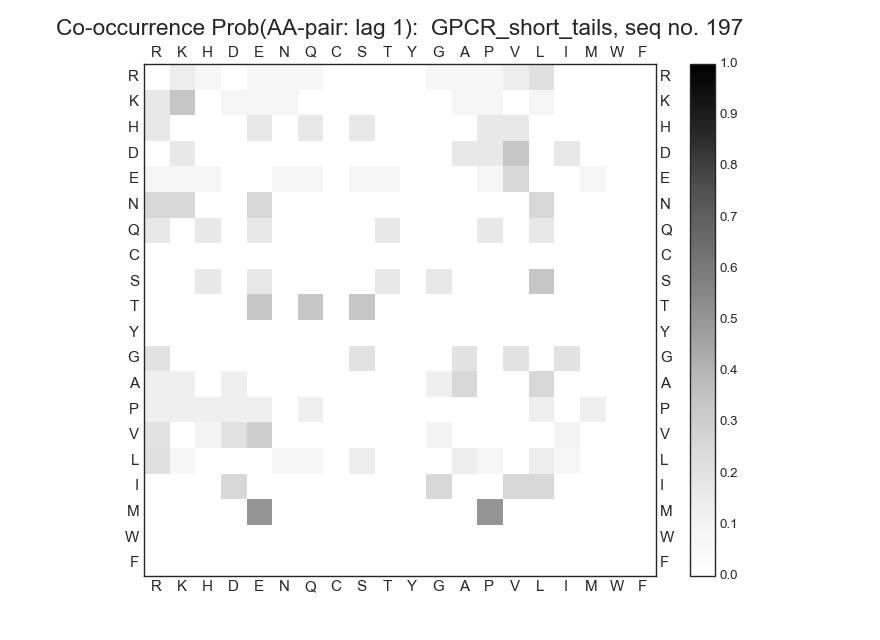 Co-occurrence Prob(AA-pair: lag 1):  GPCR_short_tails, seq no. 197
R K H D E N Q C S T Y G A P V L I M W F
R R 1.0
K K 0.9
H H
D D 0.8
E E
N N 0.7
Q Q
C C 0.6
S S
T T 0.5
Y Y
G G 0.4
A A
P P 0.3
V V
L L 0.2
I I
M M 0.1
W W
F F 0.0
R K H D E N Q C S T Y G A P V L I M W F